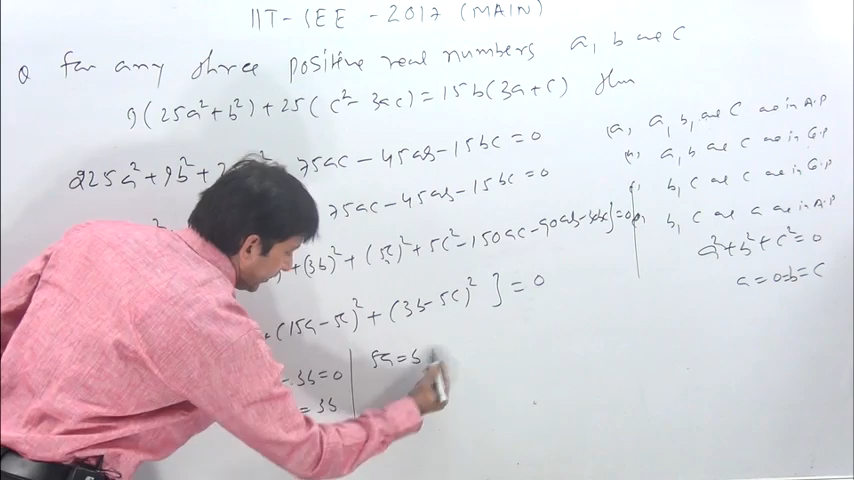 IIT-JEE - 2017 (MAIN)
Q for any three positive real numbers a, b and c
9(25a²+b²)+25(c²-3ac)=15b(3a+c) then
(a, a, b, and c are in A.P
225a²+9b²+2 75ac-45ab-15bc=0
a, b and c are in G.P
75ac-45ab-15bc=0
b, c and c are in G.P
b, c and a are in A.P
+(3b)²+(5c)²+5c²-150ac-90ab-30bc]=0
a²+b²+c²=0
a=0=b=c
+(15a-5c)²+(3b-5c)²]=0
-3b=0
=3b
5a=b